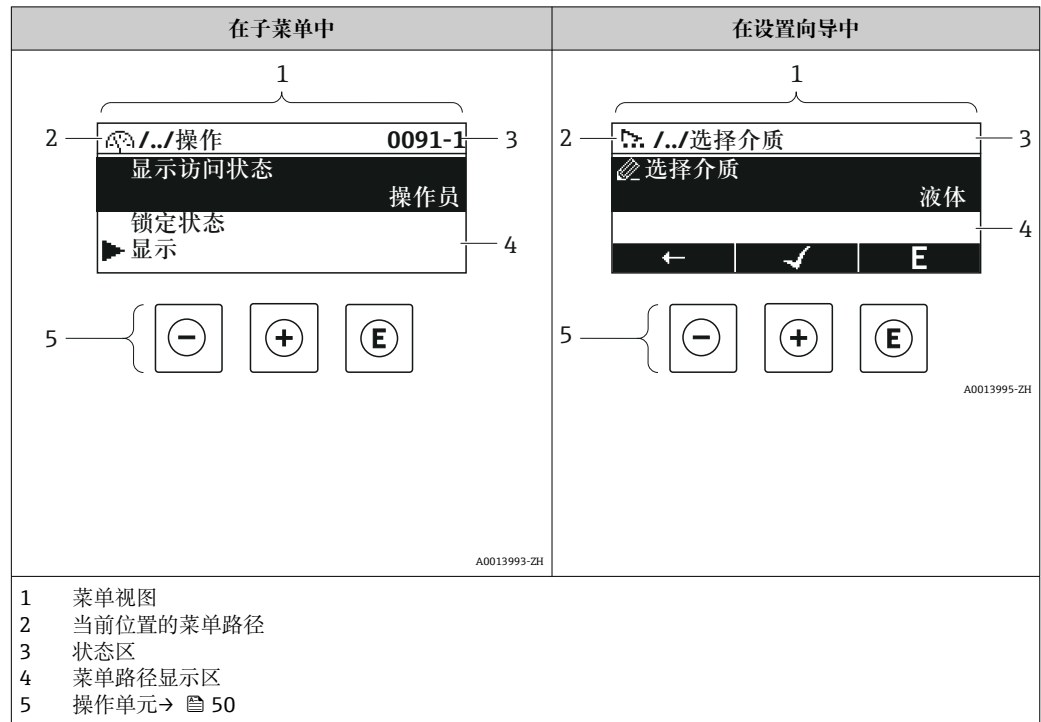 在子菜单中
在设置向导中
1
2
/../操作 0091-1
3
显示访问状态
操作员
锁定状态
显示
4
5
- + E
A0013993-ZH
1
2
/../选择介质
3
选择介质
液体
4
← ✓ E
5
- + E
A0013995-ZH
1 菜单视图
2 当前位置的菜单路径
3 状态区
4 菜单路径显示区
5 操作单元→ 50